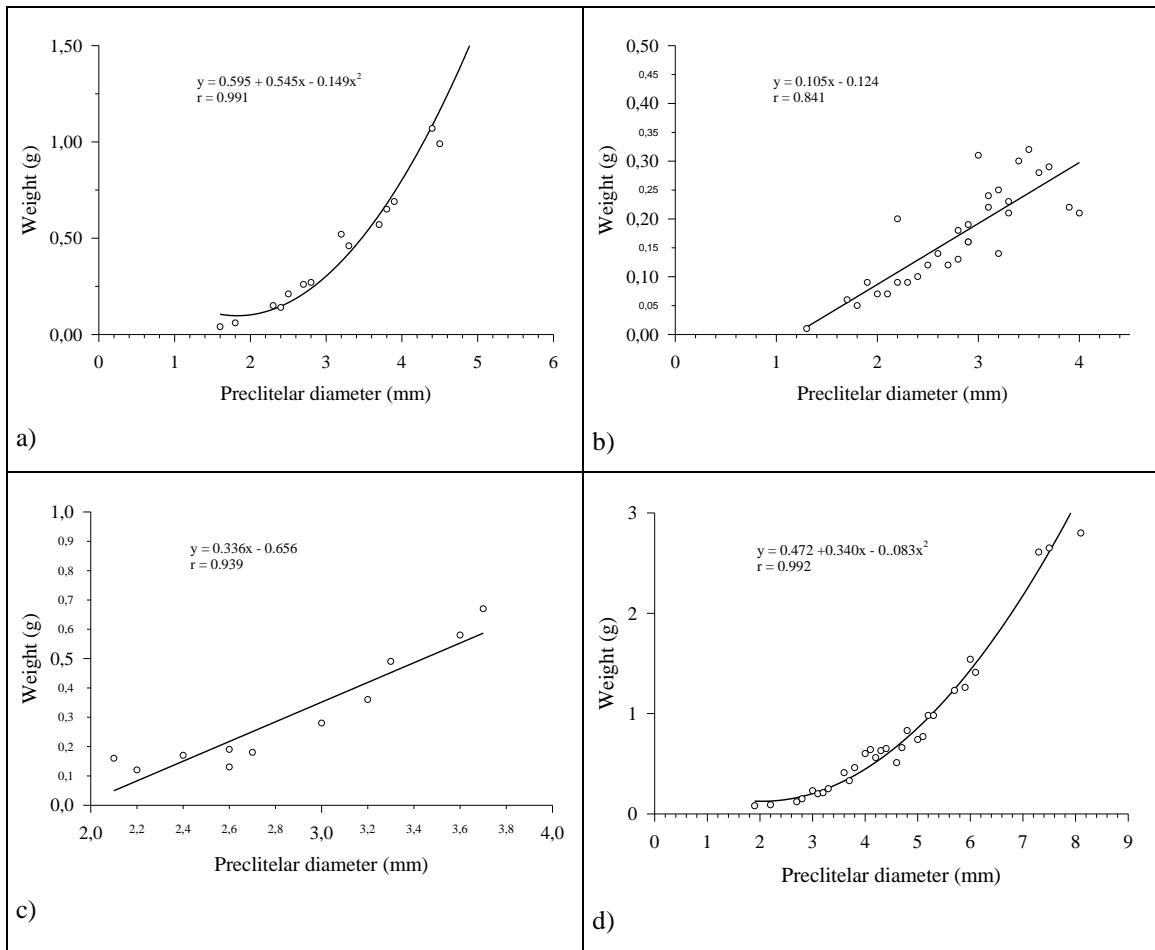 1,50
1,00
0,50
0,00
Weight (g)
y = 0.595 + 0.545x - 0.149x²
r = 0.991
0 1 2 3 4 5 6
Preclitelar diameter (mm)
a)
0,50
0,45
0,40
0,35
0,30
0,25
0,20
0,15
0,10
0,05
0,00
Weight (g)
y = 0.105x - 0.124
r = 0.841
0 1 2 3 4
Preclitelar diameter (mm)
b)
1,0
0,9
0,8
0,7
0,6
0,5
0,4
0,3
0,2
0,1
0,0
Weight (g)
y = 0.336x - 0.656
r = 0.939
2,0 2,2 2,4 2,6 2,8 3,0 3,2 3,4 3,6 3,8 4,0
Preclitelar diameter (mm)
c)
3
2
1
0
Weight (g)
y = 0.472 +0.340x - 0..083x²
r = 0.992
0 1 2 3 4 5 6 7 8 9
Preclitelar diameter (mm)
d)